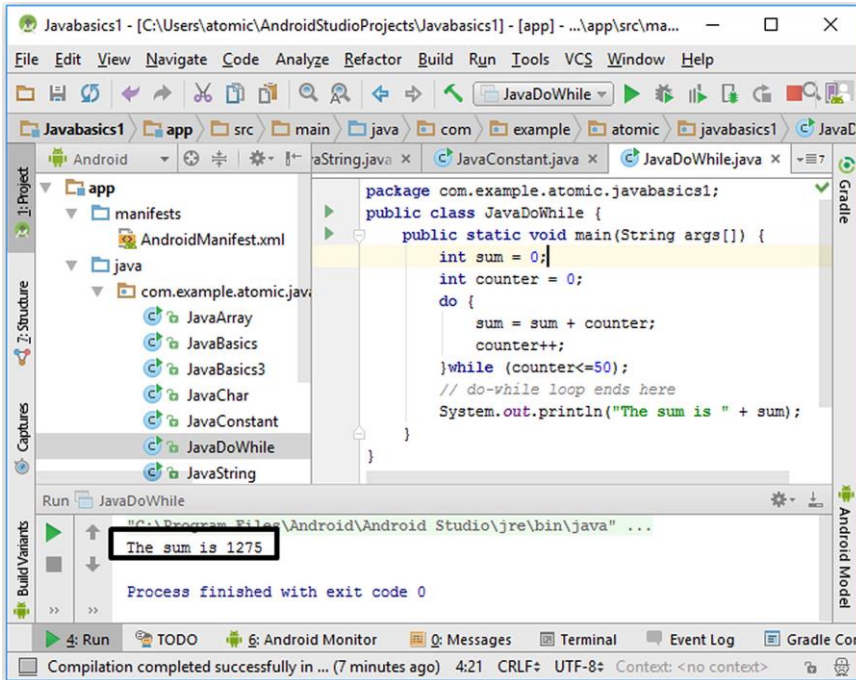 Javabasics1 - [C:\Users\atomic\AndroidStudioProjects\Javabasics1] - [app] - ...\app\src\ma...
File Edit View Navigate Code Analyze Refactor Build Run Tools VCS Window Help
JavaDoWhile
Javabasics1 app src main java com example atomic javabasics1 JavaD
Android
aString.java JavaConstant.java JavaDoWhile.java 7
1: Project
7: Structure
Captures
Build Variants
app
manifests
AndroidManifest.xml
java
com.example.atomic.java
JavaArray
JavaBasics
JavaBasics3
JavaChar
JavaConstant
JavaDoWhile
JavaString
package com.example.atomic.javabasics1;
public class JavaDoWhile {
public static void main(String args[]) {
int sum = 0;
int counter = 0;
do {
sum = sum + counter;
counter++;
}while (counter<=50);
// do-while loop ends here
System.out.println("The sum is " + sum);
}
}
Gradle
Android Model
Run JavaDoWhile
"C:\Program Files\Android\Android Studio\jre\bin\java" ...
The sum is 1275
Process finished with exit code 0
4: Run TODO 6: Android Monitor 0: Messages Terminal Event Log Gradle Con
Compilation completed successfully in ... (7 minutes ago) 4:21 CRLF UTF-8 Context: <no context>